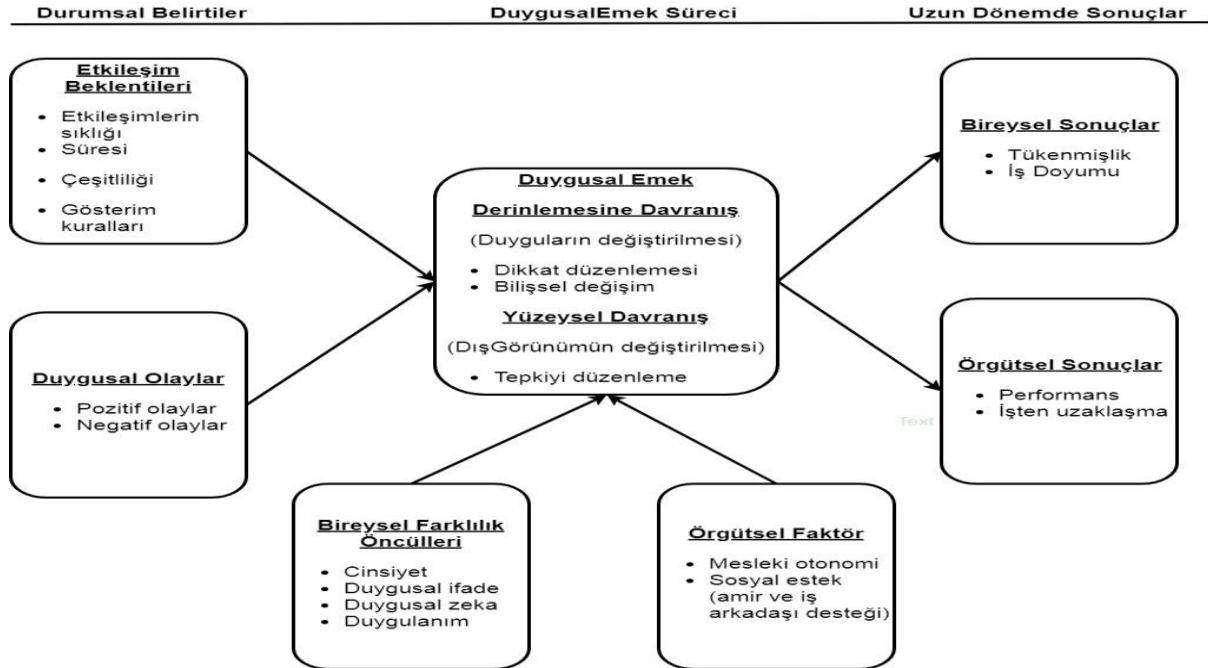 Durumsal Belirtiler
DuygusalEmek Süreci
Uzun Dönemde Sonuçlar
Etkileşim
Beklentileri
• Etkileşimlerin
sıklığı
• Süresi
• Çeşitliliği
• Gösterim
kuralları
Duygusal Olaylar
• Pozitif olaylar
• Negatif olaylar
Duygusal Emek
Derinlemesine Davranış
(Duyguların değiştirilmesi)
• Dikkat düzenlemesi
• Bilişsel değişim
Yüzeysel Davranış
(DışGörünümün değiştirilmesi)
• Tepkiyi düzenleme
Bireysel Farklılık
Öncülleri
• Cinsiyet
• Duygusal ifade
• Duygusal zeka
• Duygulanım
Örgütsel Faktör
• Mesleki otonomi
• Sosyal estek
(amir ve iş
arkadaşı desteği)
Bireysel Sonuçlar
• Tükenmişlik
• İş Doyumu
Örgütsel Sonuçlar
• Performans
• İşten uzaklaşma
Text